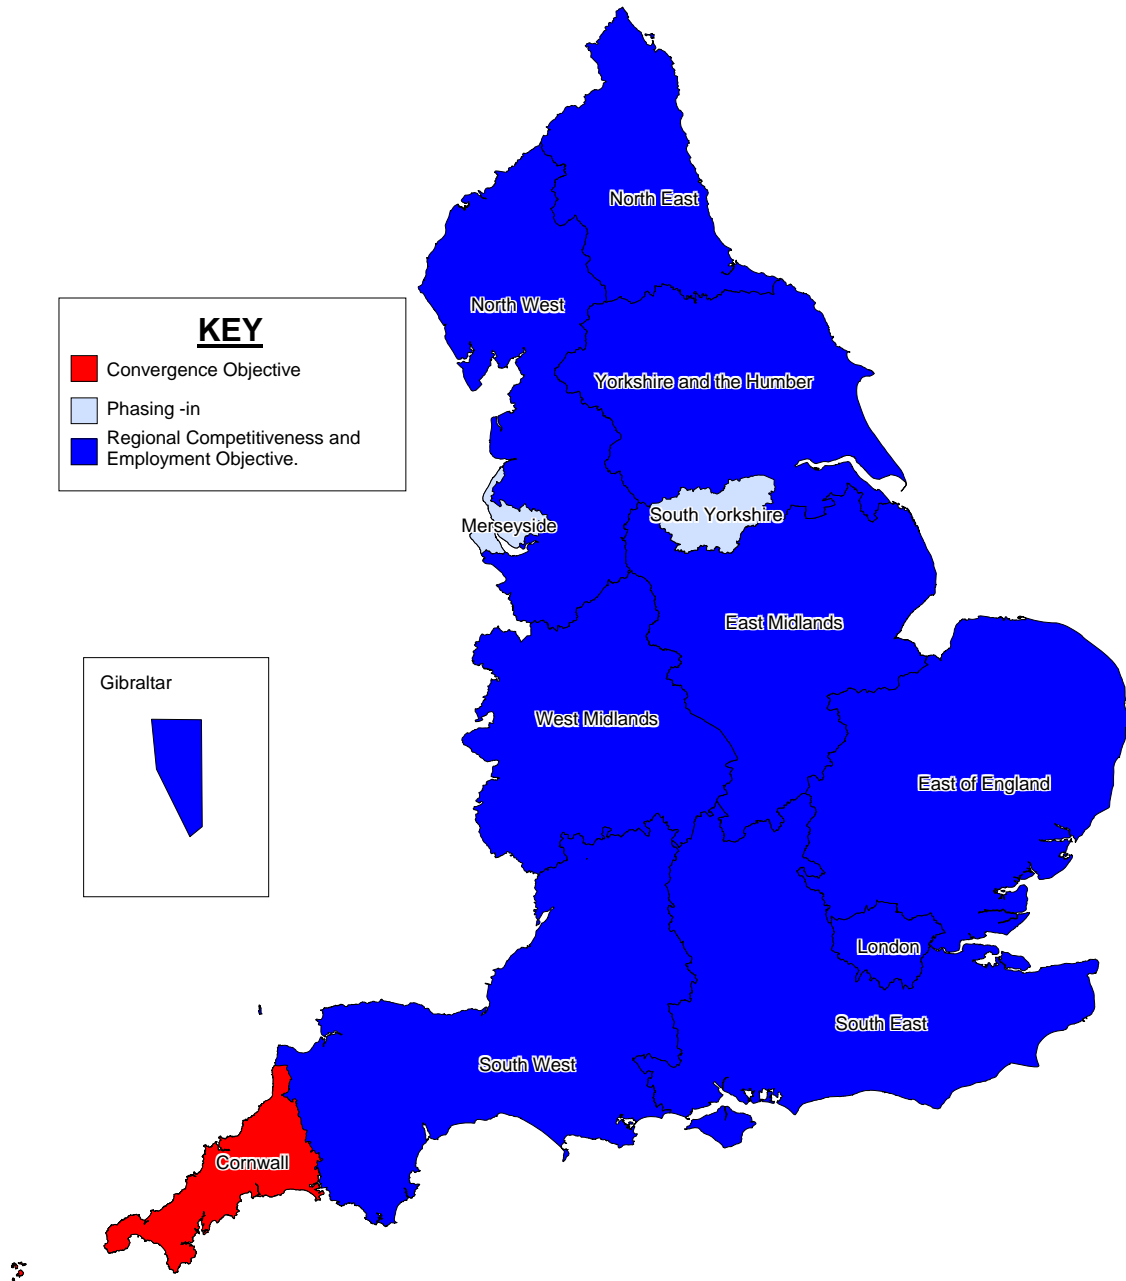 North East
North West
KEY
Convergence Objective
Phasing -in
Regional Competitiveness and
Employment Objective.
Yorkshire and the Humber
South Yorkshire
Merseyside
East Midlands
Gibraltar
West Midlands
East of England
London
South East
South West
Cornwall